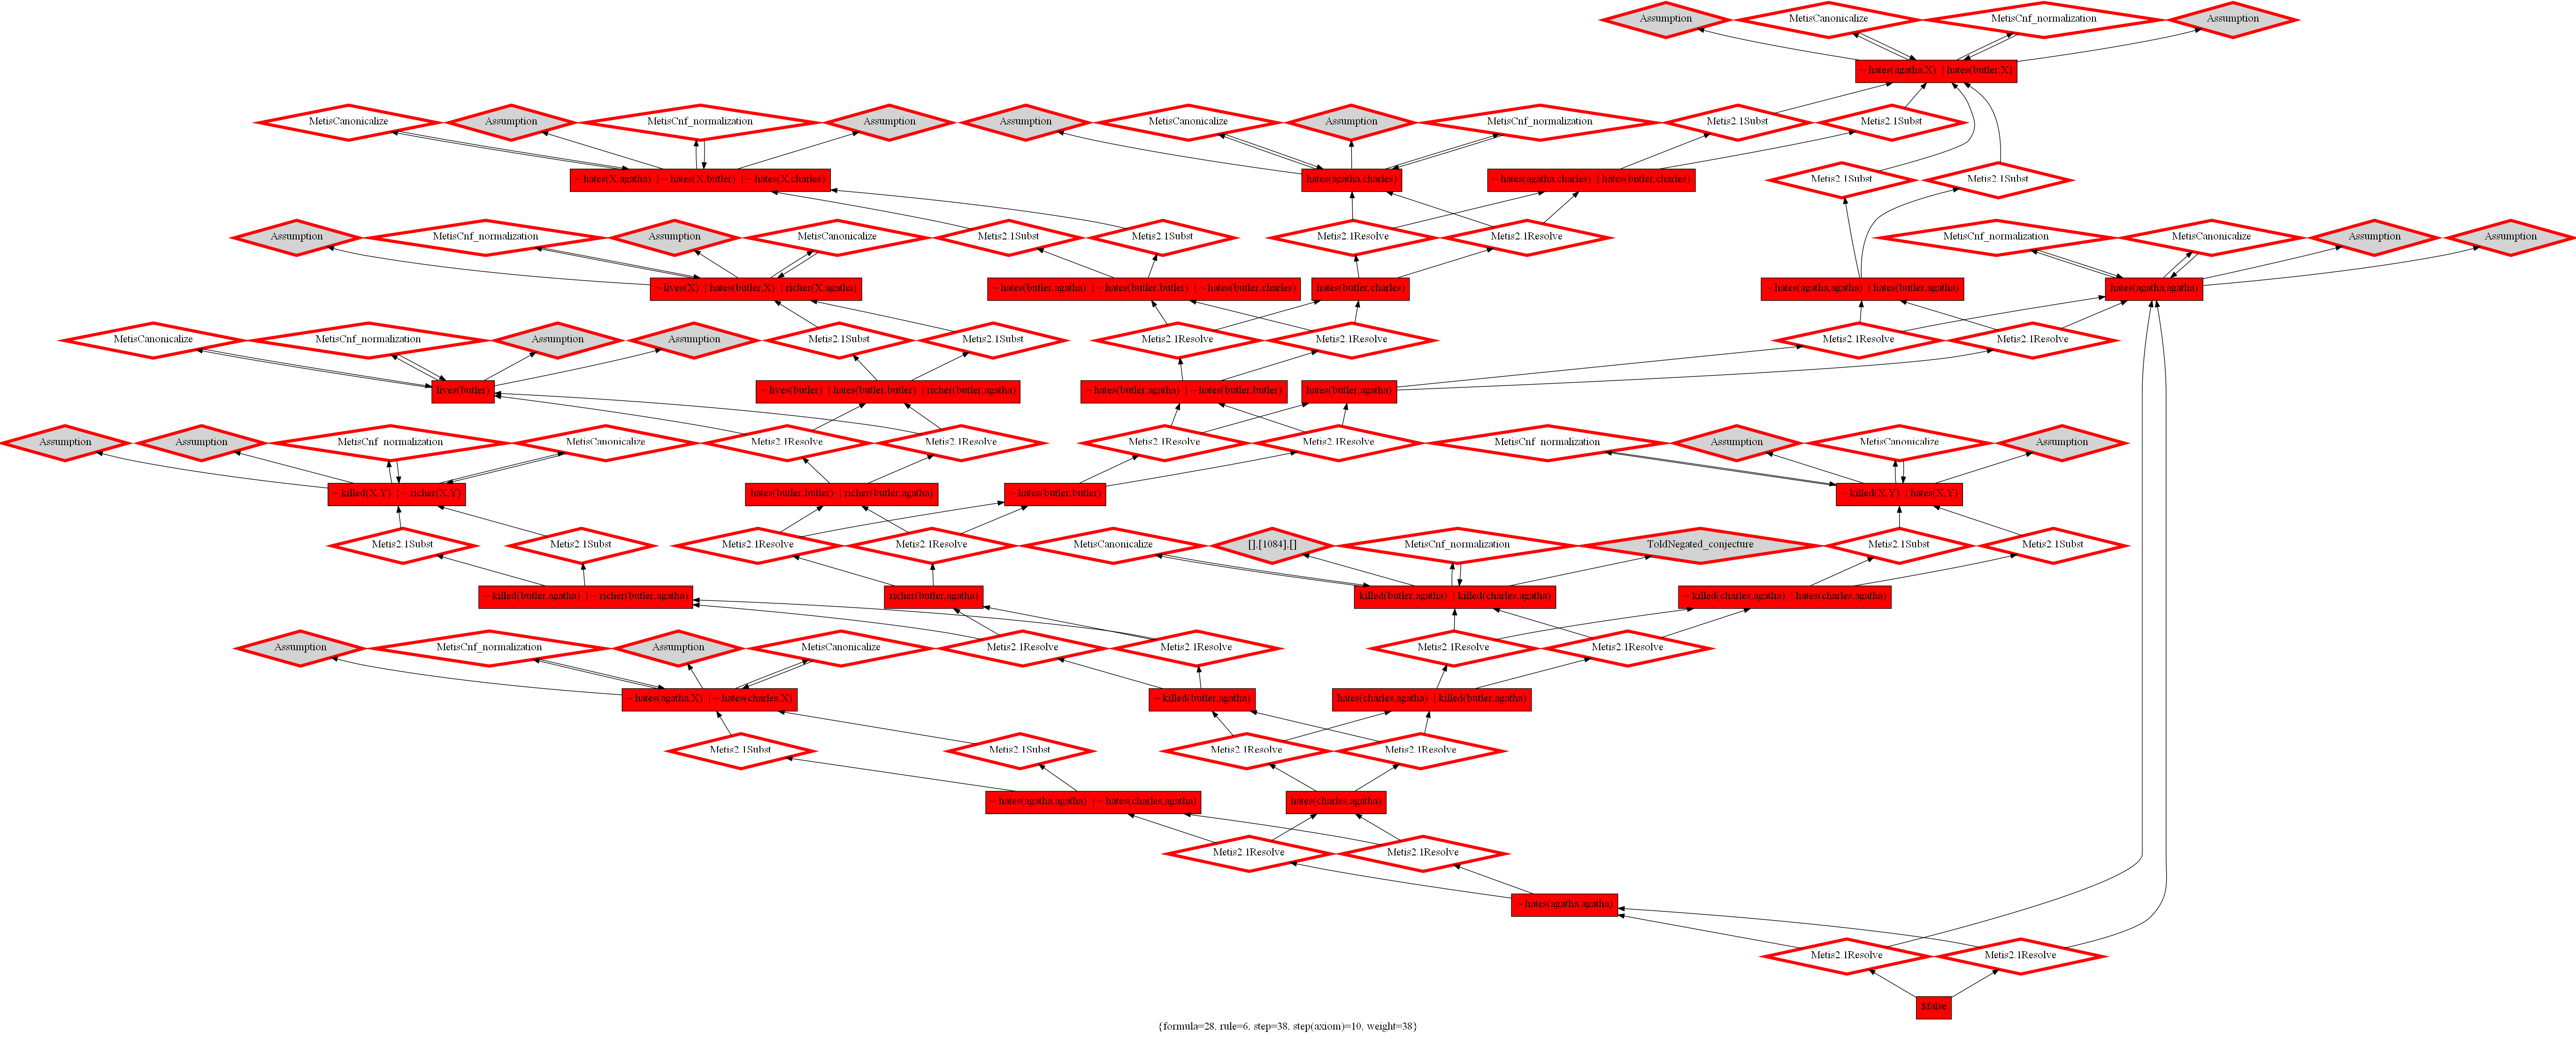 Assumption
MetisCanonicalize
MetisCnf_normalization
Assumption
~ hates(agatha,X) | hates(butler,X)
MetisCanonicalize
Assumption
MetisCnf_normalization
Assumption
Assumption
MetisCanonicalize
Assumption
MetisCnf_normalization
Metis2.1Subst
Metis2.1Subst
~ hates(X,agatha) | ~ hates(X,butler) | ~ hates(X,charles)
hates(agatha,charles)
~ hates(agatha,charles) | hates(butler,charles)
Metis2.1Subst
Metis2.1Subst
Assumption
MetisCnf_normalization
Assumption
MetisCanonicalize
Metis2.1Subst
Metis2.1Subst
Metis2.1Resolve
Metis2.1Resolve
MetisCnf_normalization
MetisCanonicalize
Assumption
Assumption
~ lives(X) | hates(butler,X) | richer(X,agatha)
~ hates(butler,agatha) | ~ hates(butler,butler) | ~ hates(butler,charles)
hates(butler,charles)
~ hates(agatha,agatha) | hates(butler,agatha)
hates(agatha,agatha)
MetisCanonicalize
MetisCnf_normalization
Assumption
Assumption
Metis2.1Subst
Metis2.1Subst
Metis2.1Resolve
Metis2.1Resolve
Metis2.1Resolve
Metis2.1Resolve
lives(butler)
~ lives(butler) | hates(butler,butler) | richer(butler,agatha)
~ hates(butler,agatha) | ~ hates(butler,butler)
hates(butler,agatha)
Assumption
Assumption
MetisCnf_normalization
MetisCanonicalize
Metis2.1Resolve
Metis2.1Resolve
Metis2.1Resolve
Metis2.1Resolve
MetisCnf_normalization
Assumption
MetisCanonicalize
Assumption
~ killed(X,Y) | ~ richer(X,Y)
hates(butler,butler) | richer(butler,agatha)
~ hates(butler,butler)
~ killed(X,Y) | hates(X,Y)
Metis2.1Subst
Metis2.1Subst
Metis2.1Resolve
Metis2.1Resolve
MetisCanonicalize
[],[1084],[]
MetisCnf_normalization
ToldNegated_conjecture
Metis2.1Subst
Metis2.1Subst
~ killed(butler,agatha) | ~ richer(butler,agatha)
richer(butler,agatha)
killed(butler,agatha) | killed(charles,agatha)
~ killed(charles,agatha) | hates(charles,agatha)
Assumption
MetisCnf_normalization
Assumption
MetisCanonicalize
Metis2.1Resolve
Metis2.1Resolve
Metis2.1Resolve
Metis2.1Resolve
~ hates(agatha,X) | ~ hates(charles,X)
~ killed(butler,agatha)
hates(charles,agatha) | killed(butler,agatha)
Metis2.1Subst
Metis2.1Subst
Metis2.1Resolve
Metis2.1Resolve
~ hates(agatha,agatha) | ~ hates(charles,agatha)
hates(charles,agatha)
Metis2.1Resolve
Metis2.1Resolve
~ hates(agatha,agatha)
Metis2.1Resolve
Metis2.1Resolve
$false
{formula=28, rule=6, step=38, step(axiom)=10, weight=38}